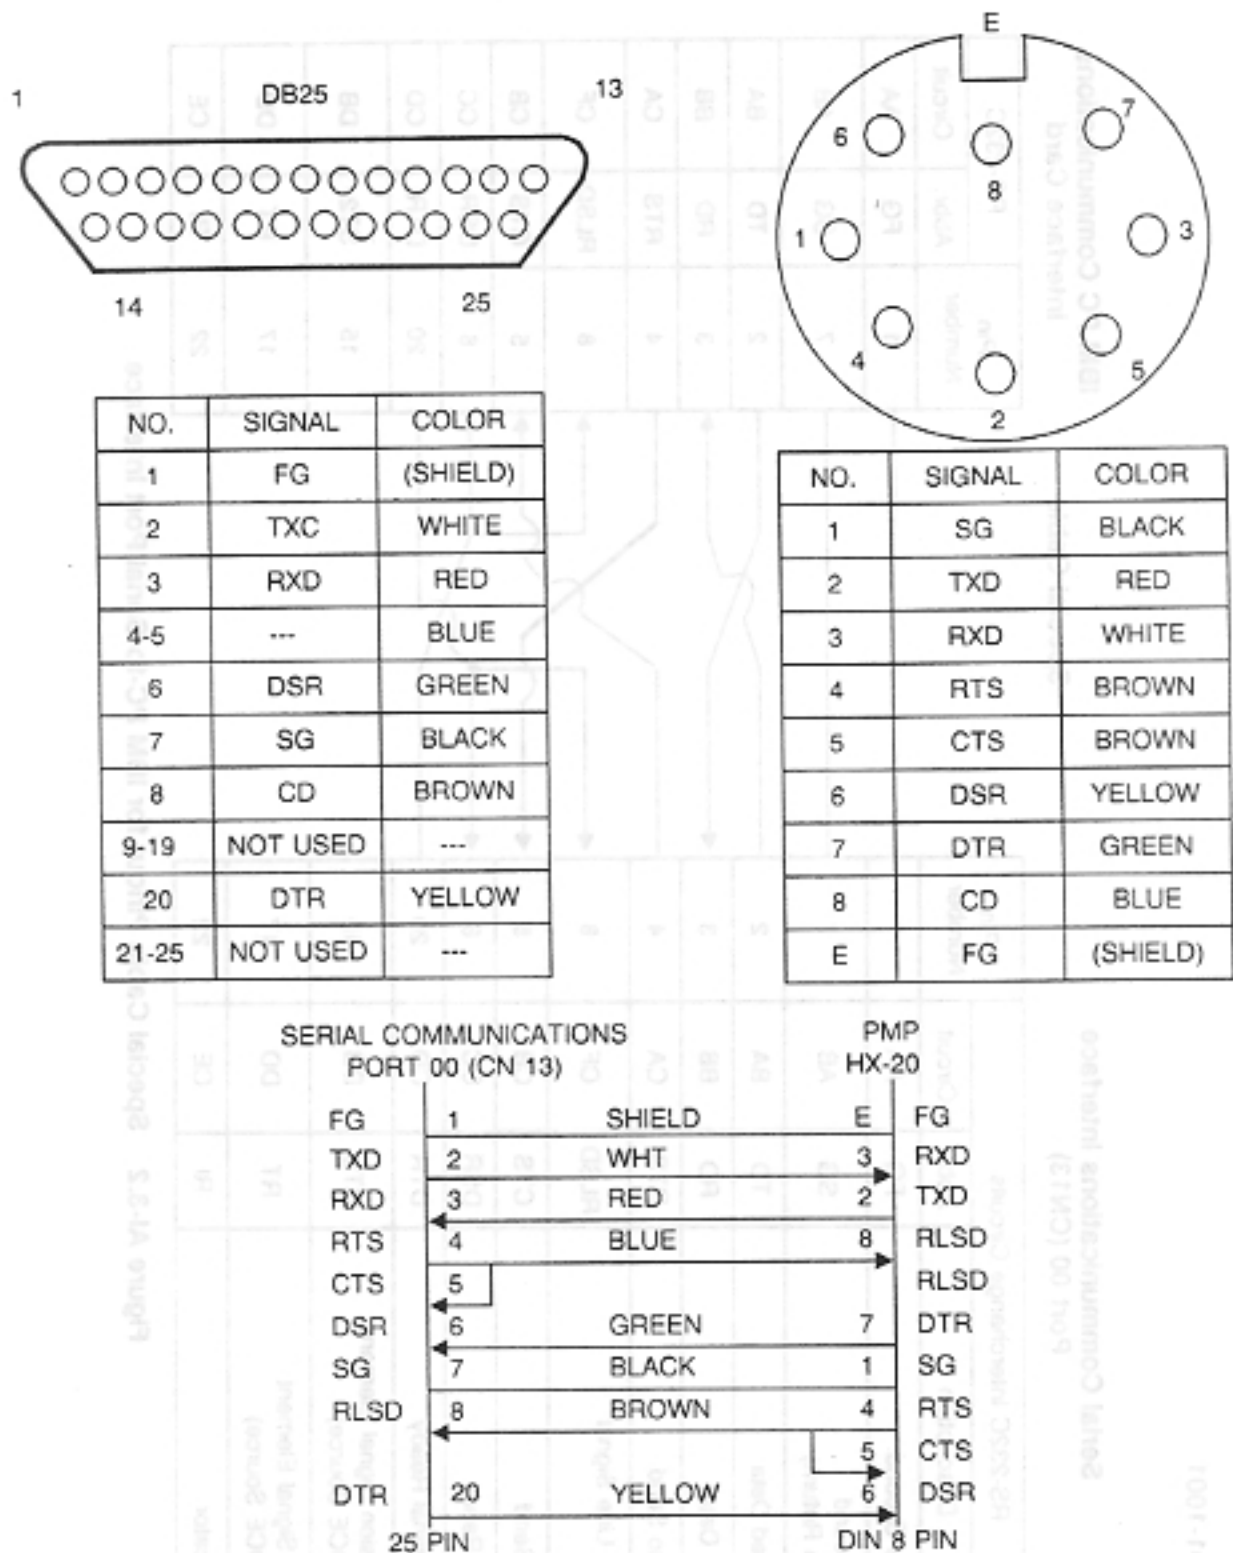 DB25
1 13
14 25
E
6 7
8
1 3
4 5
2
NO. SIGNAL COLOR
1 FG (SHIELD)
2 TXC WHITE
3 RXD RED
4-5 --- BLUE
6 DSR GREEN
7 SG BLACK
8 CD BROWN
9-19 NOT USED ---
20 DTR YELLOW
21-25 NOT USED ---
NO. SIGNAL COLOR
1 SG BLACK
2 TXD RED
3 RXD WHITE
4 RTS BROWN
5 CTS BROWN
6 DSR YELLOW
7 DTR GREEN
8 CD BLUE
E FG (SHIELD)
SERIAL COMMUNICATIONS PMP
PORT 00 (CN 13) HX-20
FG 1 SHIELD E FG
TXD 2 WHT 3 RXD
RXD 3 RED 2 TXD
RTS 4 BLUE 8 RLSD
CTS 5 RLSD
DSR 6 GREEN 7 DTR
SG 7 BLACK 1 SG
RLSD 8 BROWN 4 RTS
5 CTS
DTR 20 YELLOW 6 DSR
25 PIN DIN 8 PIN